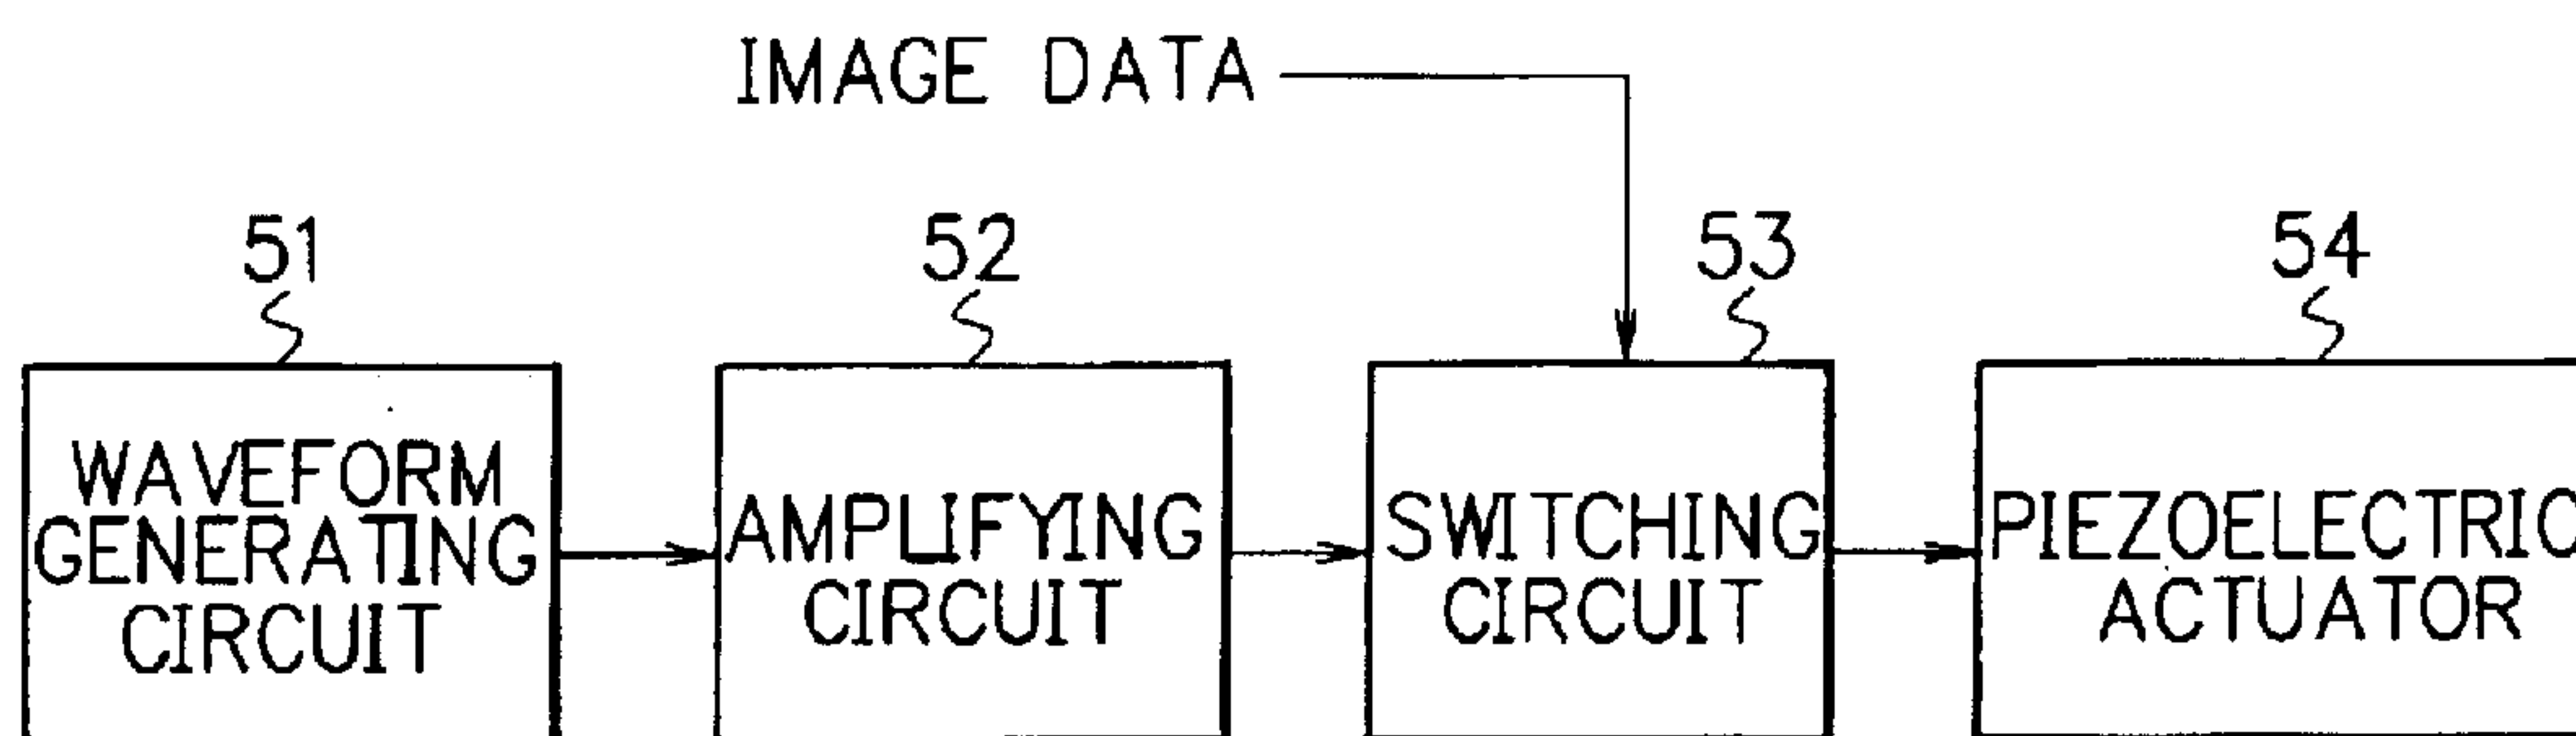 IMAGE DATA
51
52
53
54
WAVEFORM
GENERATING
CIRCUIT
AMPLIFYING
CIRCUIT
SWITCHING
CIRCUIT
PIEZOELECTRIC
ACTUATOR